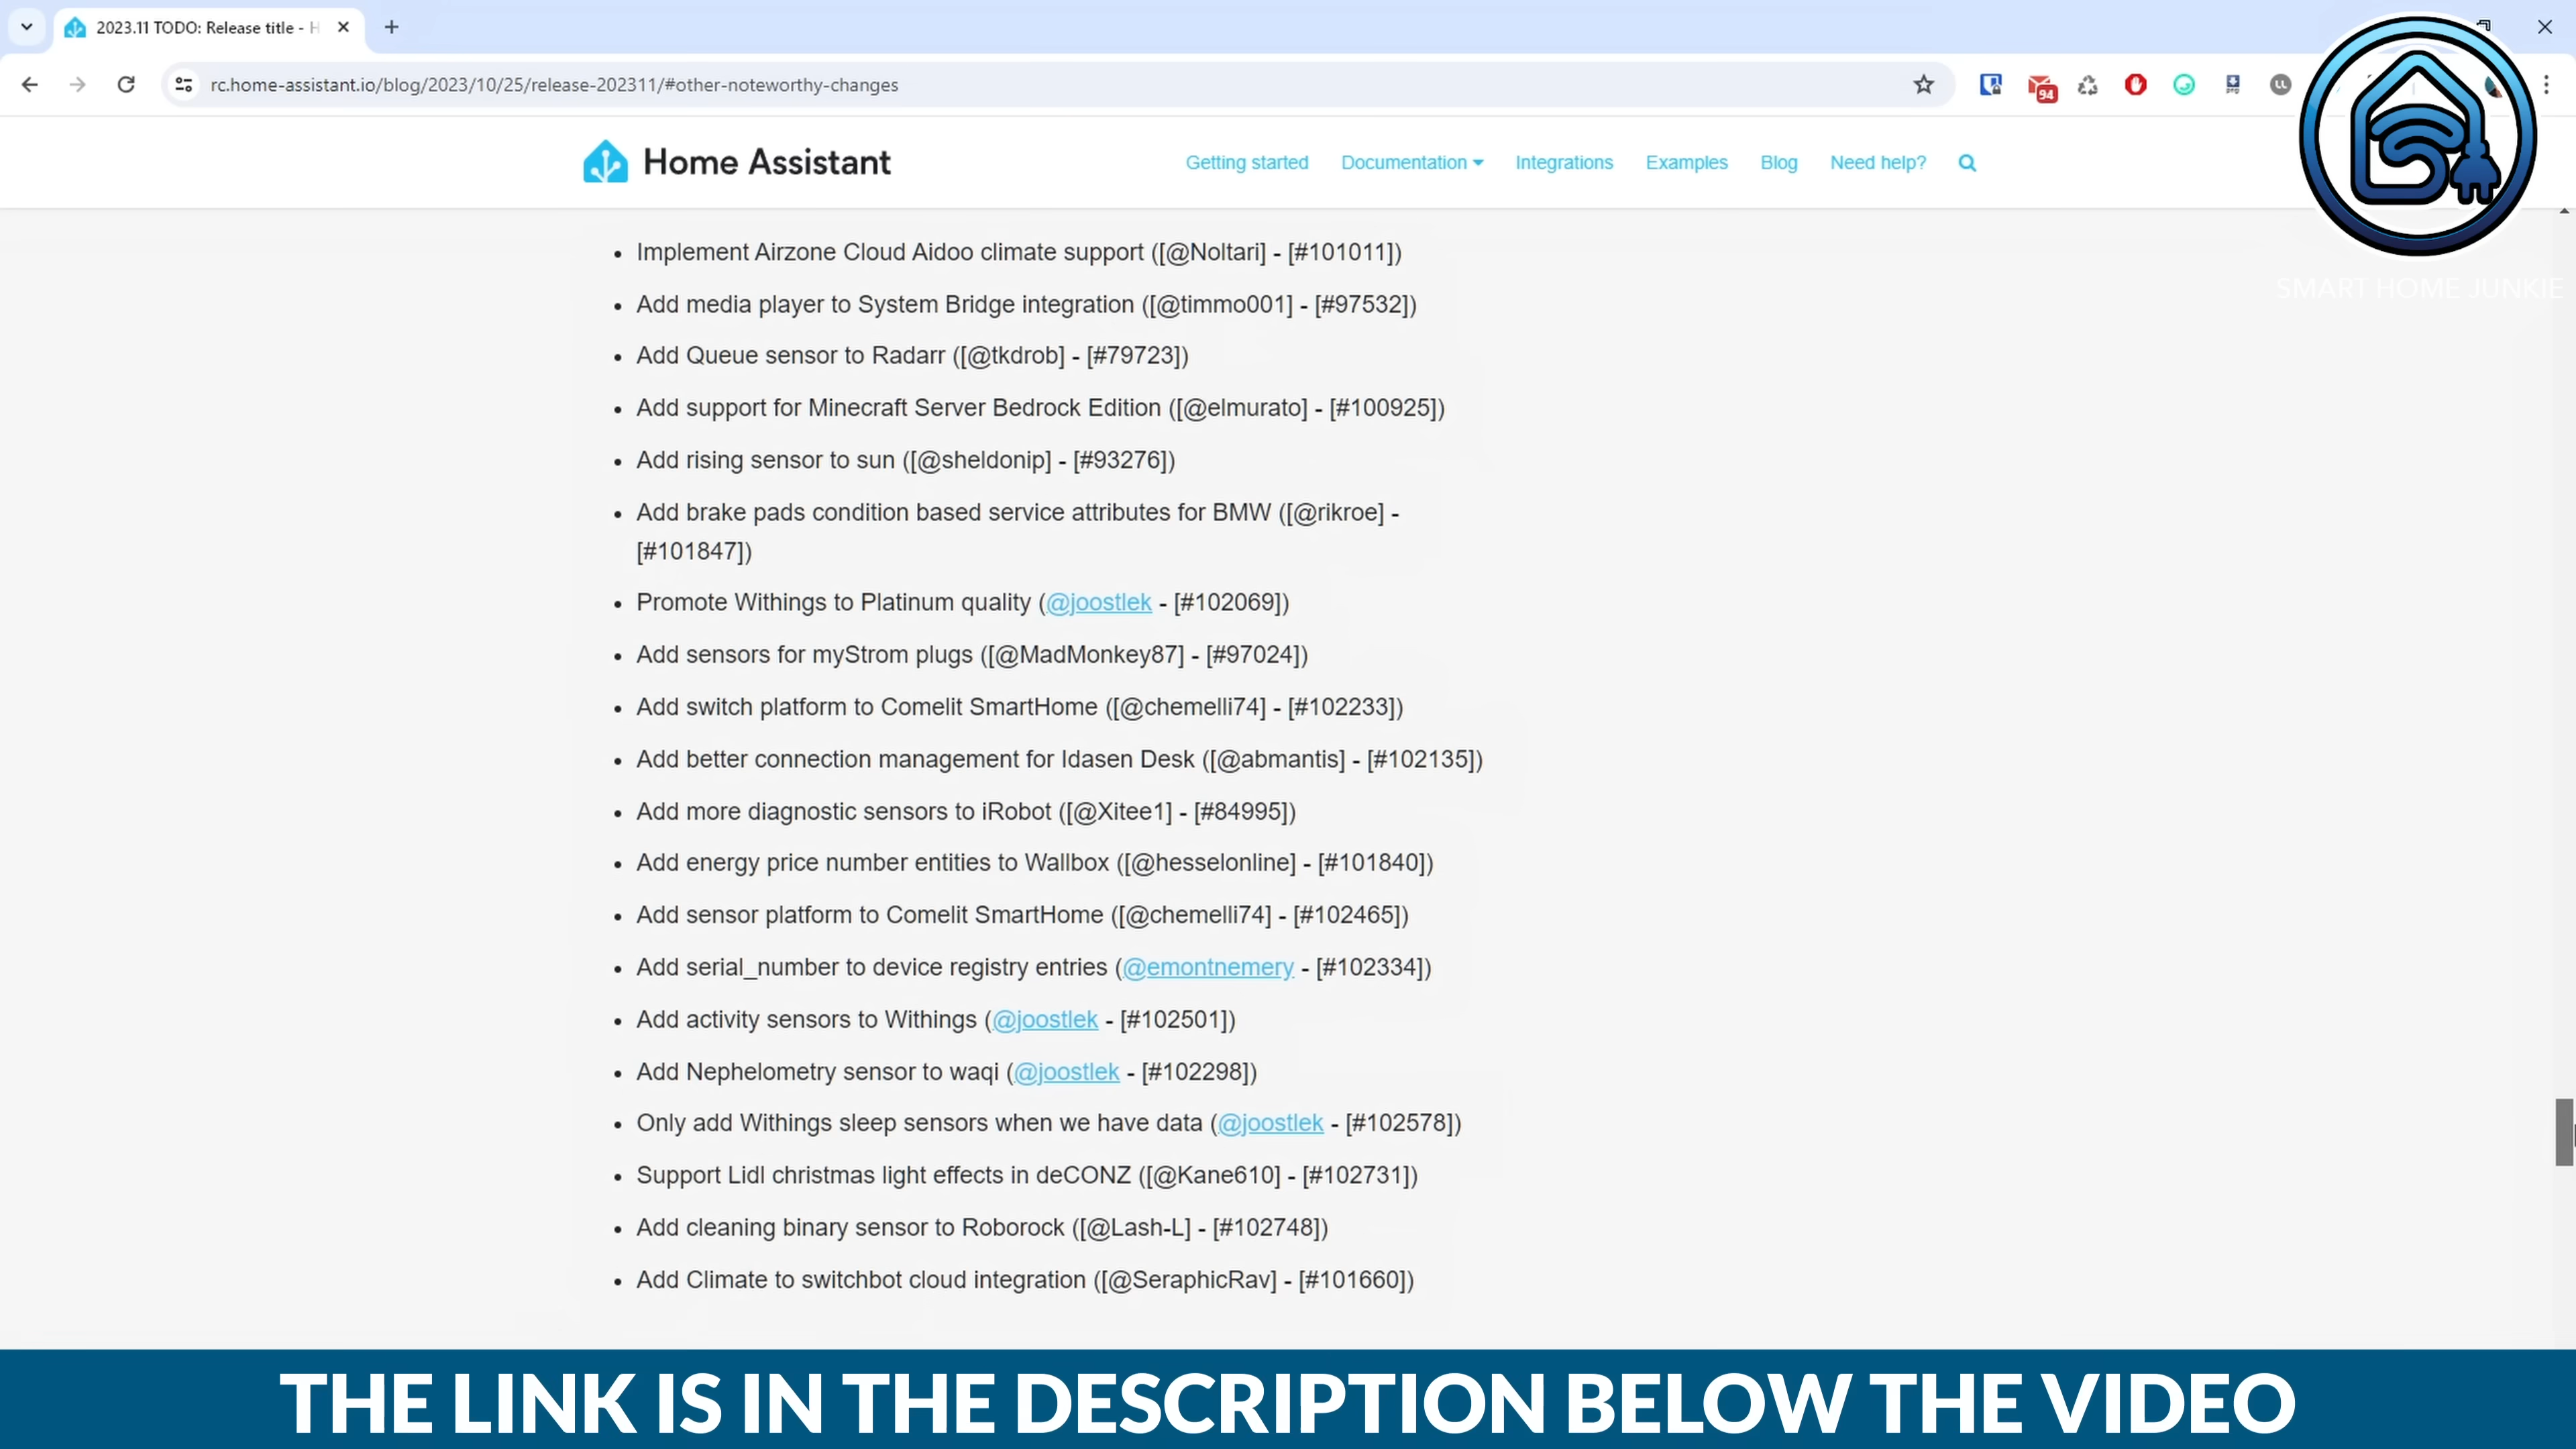 2023.11 TODO: Release title - H
rc.home-assistant.io/blog/2023/10/25/release-202311/#other-noteworthy-changes
94
Home Assistant
Getting started
Documentation
Integrations
Examples
Blog
Need help?
SMART HOME JUNKIE
• Implement Airzone Cloud Aidoo climate support ([@Noltari] - [#101011])
• Add media player to System Bridge integration ([@timmo001] - [#97532])
• Add Queue sensor to Radarr ([@tkdrob] - [#79723])
• Add support for Minecraft Server Bedrock Edition ([@elmurato] - [#100925])
• Add rising sensor to sun ([@sheldonip] - [#93276])
• Add brake pads condition based service attributes for BMW ([@rikroe] -
[#101847])
• Promote Withings to Platinum quality (@joostlek - [#102069])
• Add sensors for myStrom plugs ([@MadMonkey87] - [#97024])
• Add switch platform to Comelit SmartHome ([@chemelli74] - [#102233])
• Add better connection management for Idasen Desk ([@abmantis] - [#102135])
• Add more diagnostic sensors to iRobot ([@Xitee1] - [#84995])
• Add energy price number entities to Wallbox ([@hesselonline] - [#101840])
• Add sensor platform to Comelit SmartHome ([@chemelli74] - [#102465])
• Add serial_number to device registry entries (@emontnemery - [#102334])
• Add activity sensors to Withings (@joostlek - [#102501])
• Add Nephelometry sensor to waqi (@joostlek - [#102298])
• Only add Withings sleep sensors when we have data (@joostlek - [#102578])
• Support Lidl christmas light effects in deCONZ ([@Kane610] - [#102731])
• Add cleaning binary sensor to Roborock ([@Lash-L] - [#102748])
• Add Climate to switchbot cloud integration ([@SeraphicRav] - [#101660])
THE LINK IS IN THE DESCRIPTION BELOW THE VIDEO